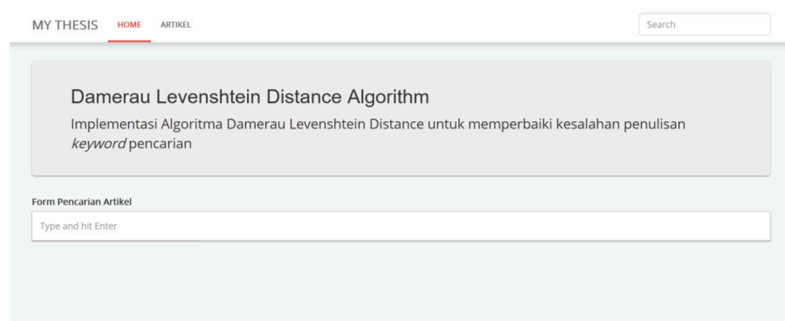 MY THESIS HOME ARTIKEL Search
Damerau Levenshtein Distance Algorithm
Implementasi Algoritma Damerau Levenshtein Distance untuk memperbaiki kesalahan penulisan
keyword pencarian
Form Pencarian Artikel
Type and hit Enter